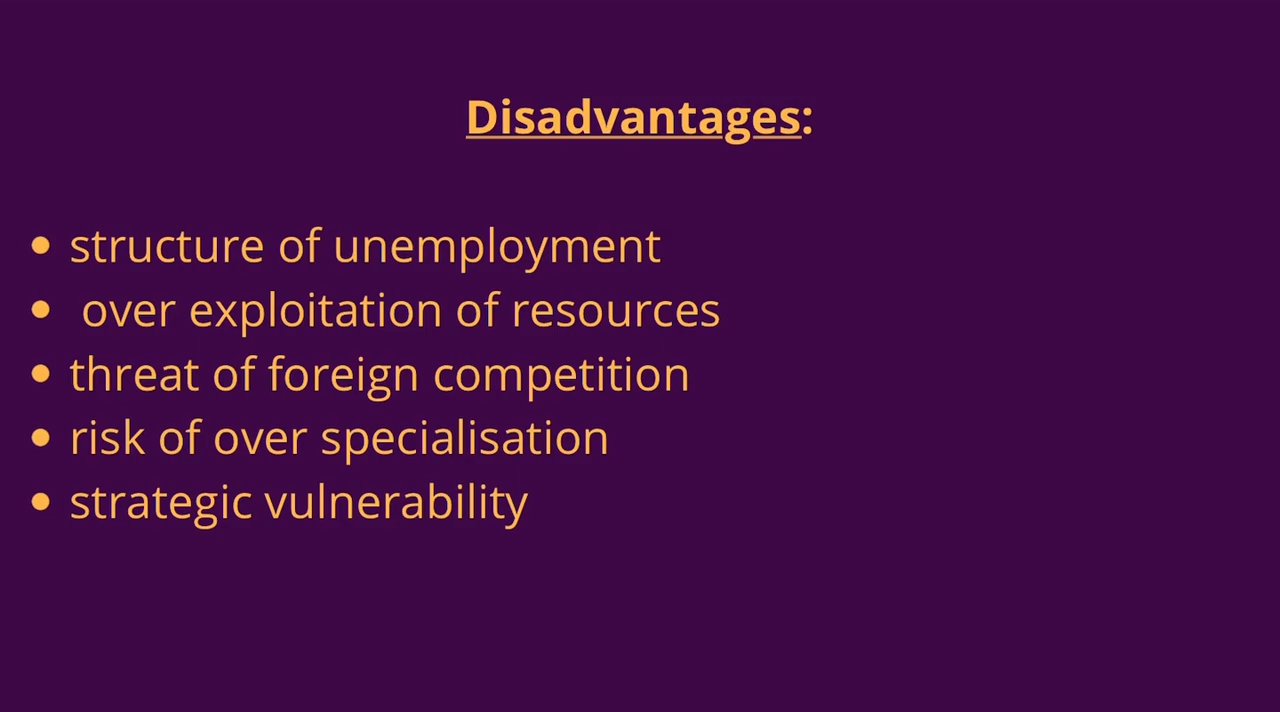 Disadvantages:
• structure of unemployment
• over exploitation of resources
• threat of foreign competition
• risk of over specialisation
• strategic vulnerability